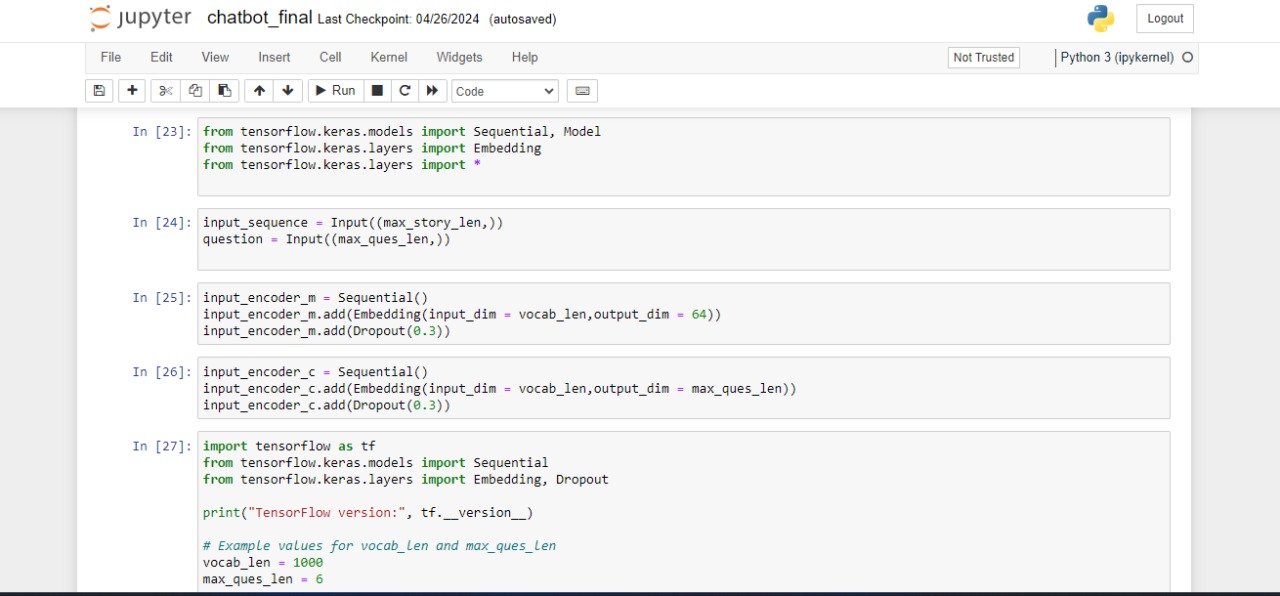 jupyter chatbot_final Last Checkpoint: 04/26/2024 (autosaved) Logout
File Edit View Insert Cell Kernel Widgets Help Not Trusted Python 3 (ipykernel)
Run Code
In [23]: from tensorflow.keras.models import Sequential, Model
from tensorflow.keras.layers import Embedding
from tensorflow.keras.layers import *
In [24]: input_sequence = Input((max_story_len,))
question = Input((max_ques_len,))
In [25]: input_encoder_m = Sequential()
input_encoder_m.add(Embedding(input_dim = vocab_len,output_dim = 64))
input_encoder_m.add(Dropout(0.3))
In [26]: input_encoder_c = Sequential()
input_encoder_c.add(Embedding(input_dim = vocab_len,output_dim = max_ques_len))
input_encoder_c.add(Dropout(0.3))
In [27]: import tensorflow as tf
from tensorflow.keras.models import Sequential
from tensorflow.keras.layers import Embedding, Dropout
print("TensorFlow version:", tf.__version__)
# Example values for vocab_len and max_ques_len
vocab_len = 1000
max_ques_len = 6